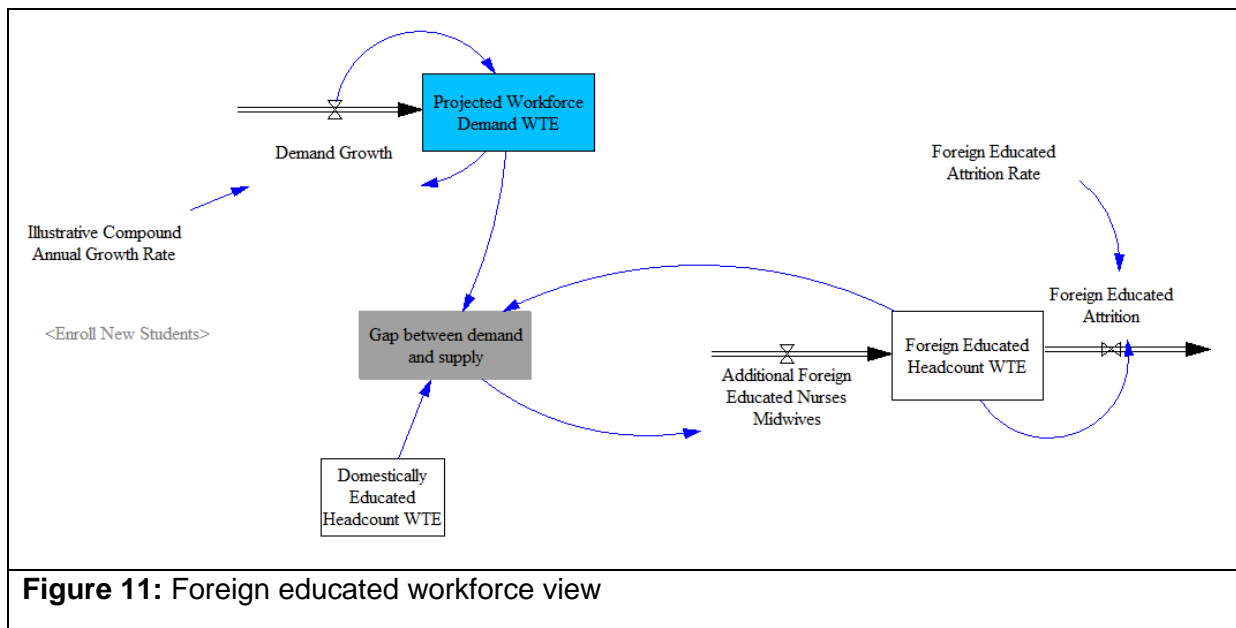 Projected Workforce
Demand WTE
Demand Growth
Foreign Educated
Attrition Rate
Illustrative Compound
Annual Growth Rate
<Enroll New Students>
Gap between demand
and supply
Foreign Educated
Attrition
Foreign Educated
Headcount WTE
Additional Foreign
Educated Nurses
Midwives
Domestically
Educated
Headcount WTE
Figure 11: Foreign educated workforce view